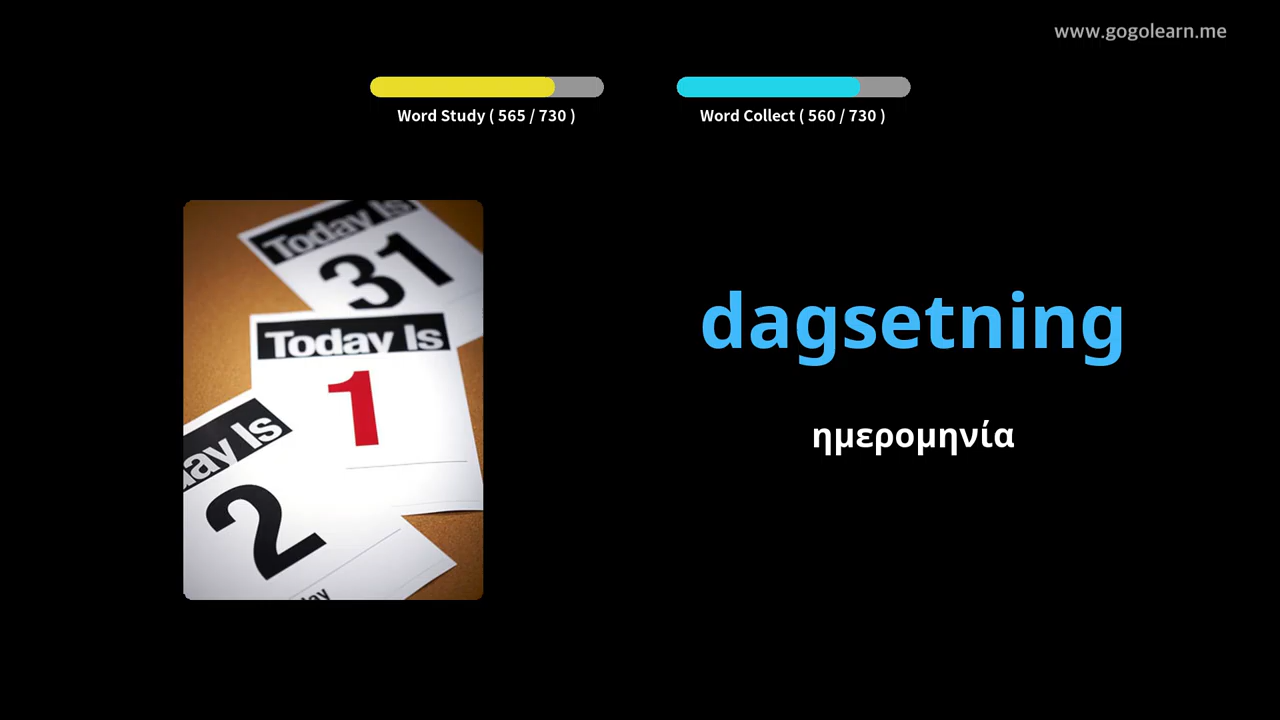 www.gogolearn.me
Word Study ( 565 / 730 )
Word Collect ( 560 / 730 )
Today Is
31
Today Is
1
ay Is
2
dagsetning
ημερομηνία